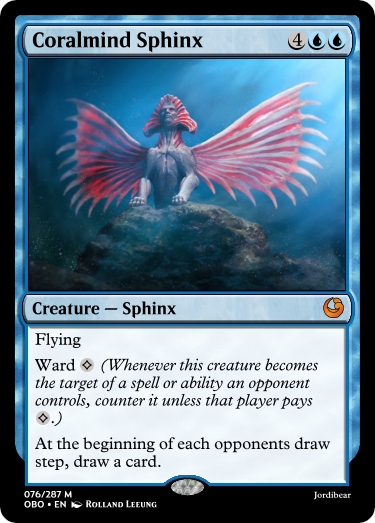 Coralmind Sphinx 4
Creature — Sphinx
Flying
Ward (Whenever this creature becomes
the target of a spell or ability an opponent
controls, counter it unless that player pays
.)
At the beginning of each opponents draw
step, draw a card.
076/287 M
OBO • EN Rolland Leeung
Jordibear